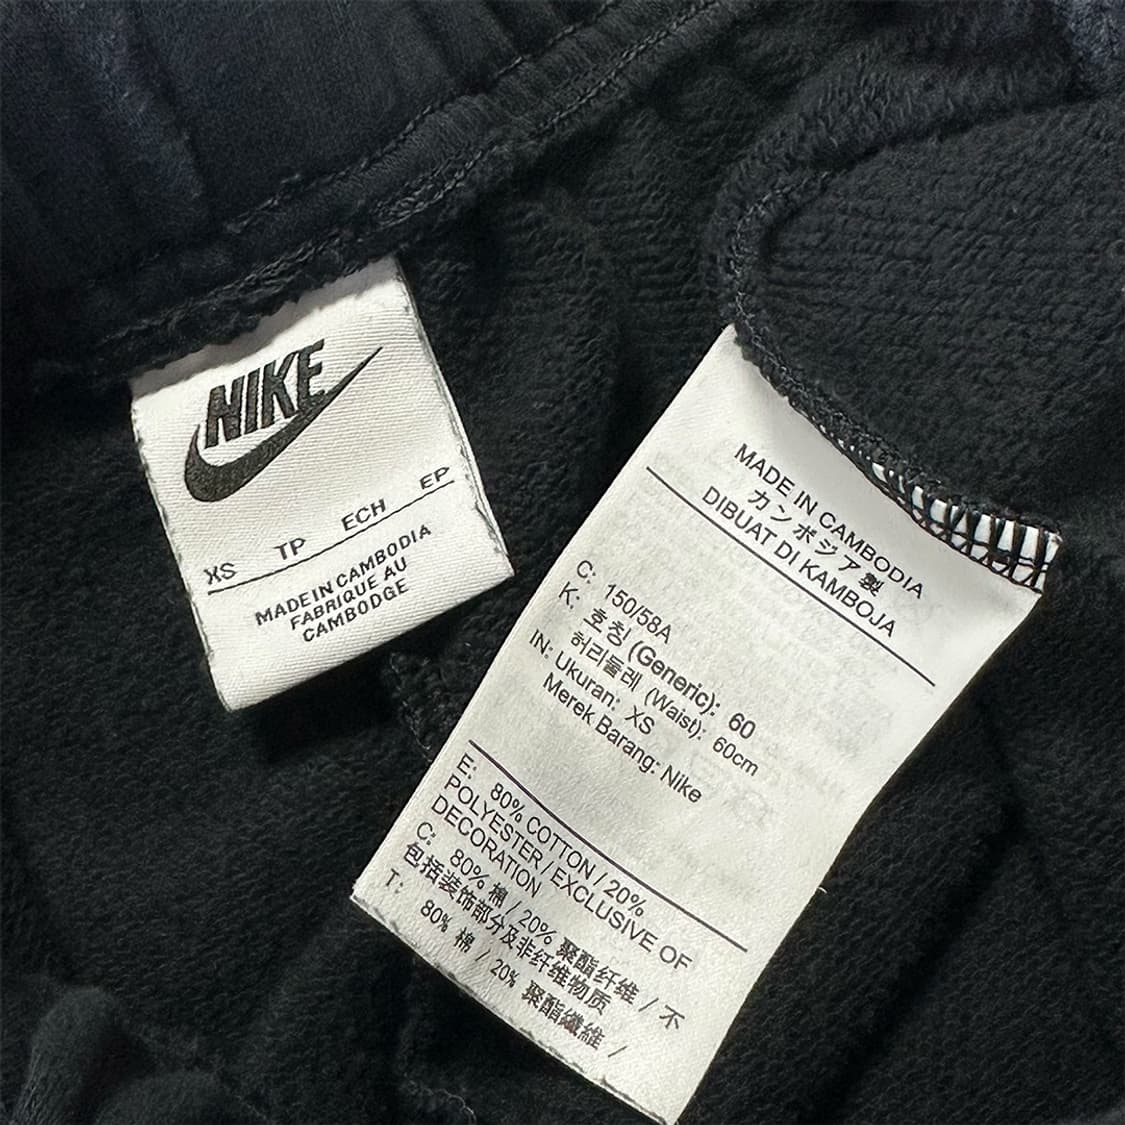 NIKE
XS TP ECH EP
MADE IN CAMBODIA
FABRIQUE AU
CAMBODGE
MADE IN CAMBODIA
カンボジア製
DIBUAT DI KAMBOJA
C: 150/58A
K: 호칭 (Generic): 60
허리둘레 (Waist): 60cm
IN: Ukuran: XS
Merek Barang: Nike
E: 80% COTTON / 20%
POLYESTER / EXCLUSIVE OF
DECORATION
C: 80% 棉 / 20% 聚酯纤维 / 不
包括装饰部分及非纤维物质
T: 80% 棉 / 20% 聚酯纖維 /